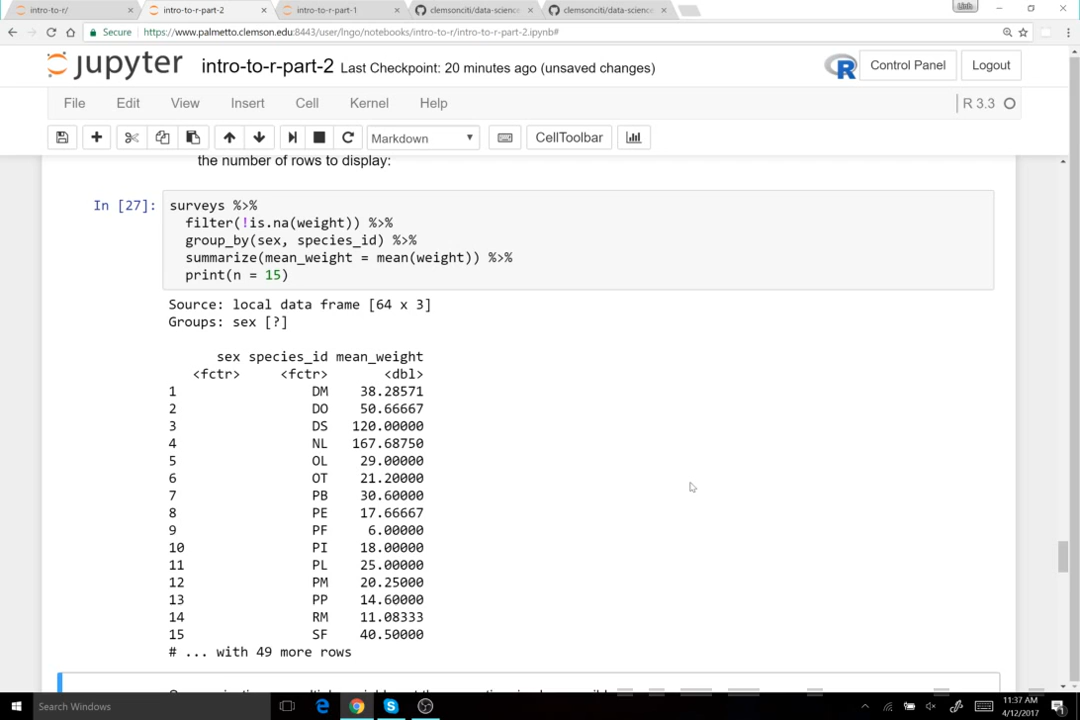 intro-to-r/
intro-to-r-part-2
intro-to-r-part-1
clemsonciti/data-science
clemsonciti/data-science
Secure
https://www.palmetto.clemson.edu:8443/user/lngo/notebooks/intro-to-r/intro-to-r-part-2.ipynb#
jupyter intro-to-r-part-2 Last Checkpoint: 20 minutes ago (unsaved changes)
R
Control Panel
Logout
File Edit View Insert Cell Kernel Help
R 3.3
Markdown
CellToolbar
the number of rows to display:
In [27]: surveys %>%
filter(!is.na(weight)) %>%
group_by(sex, species_id) %>%
summarize(mean_weight = mean(weight)) %>%
print(n = 15)
Source: local data frame [64 x 3]
Groups: sex [?]
sex species_id mean_weight
<fctr> <fctr> <dbl>
1 DM 38.28571
2 DO 50.66667
3 DS 120.00000
4 NL 167.68750
5 OL 29.00000
6 OT 21.20000
7 PB 30.60000
8 PE 17.66667
9 PF 6.00000
10 PI 18.00000
11 PL 25.00000
12 PM 20.25000
13 PP 14.60000
14 RM 11.08333
15 SF 40.50000
# ... with 49 more rows
Search Windows
11:37 AM
4/12/2017